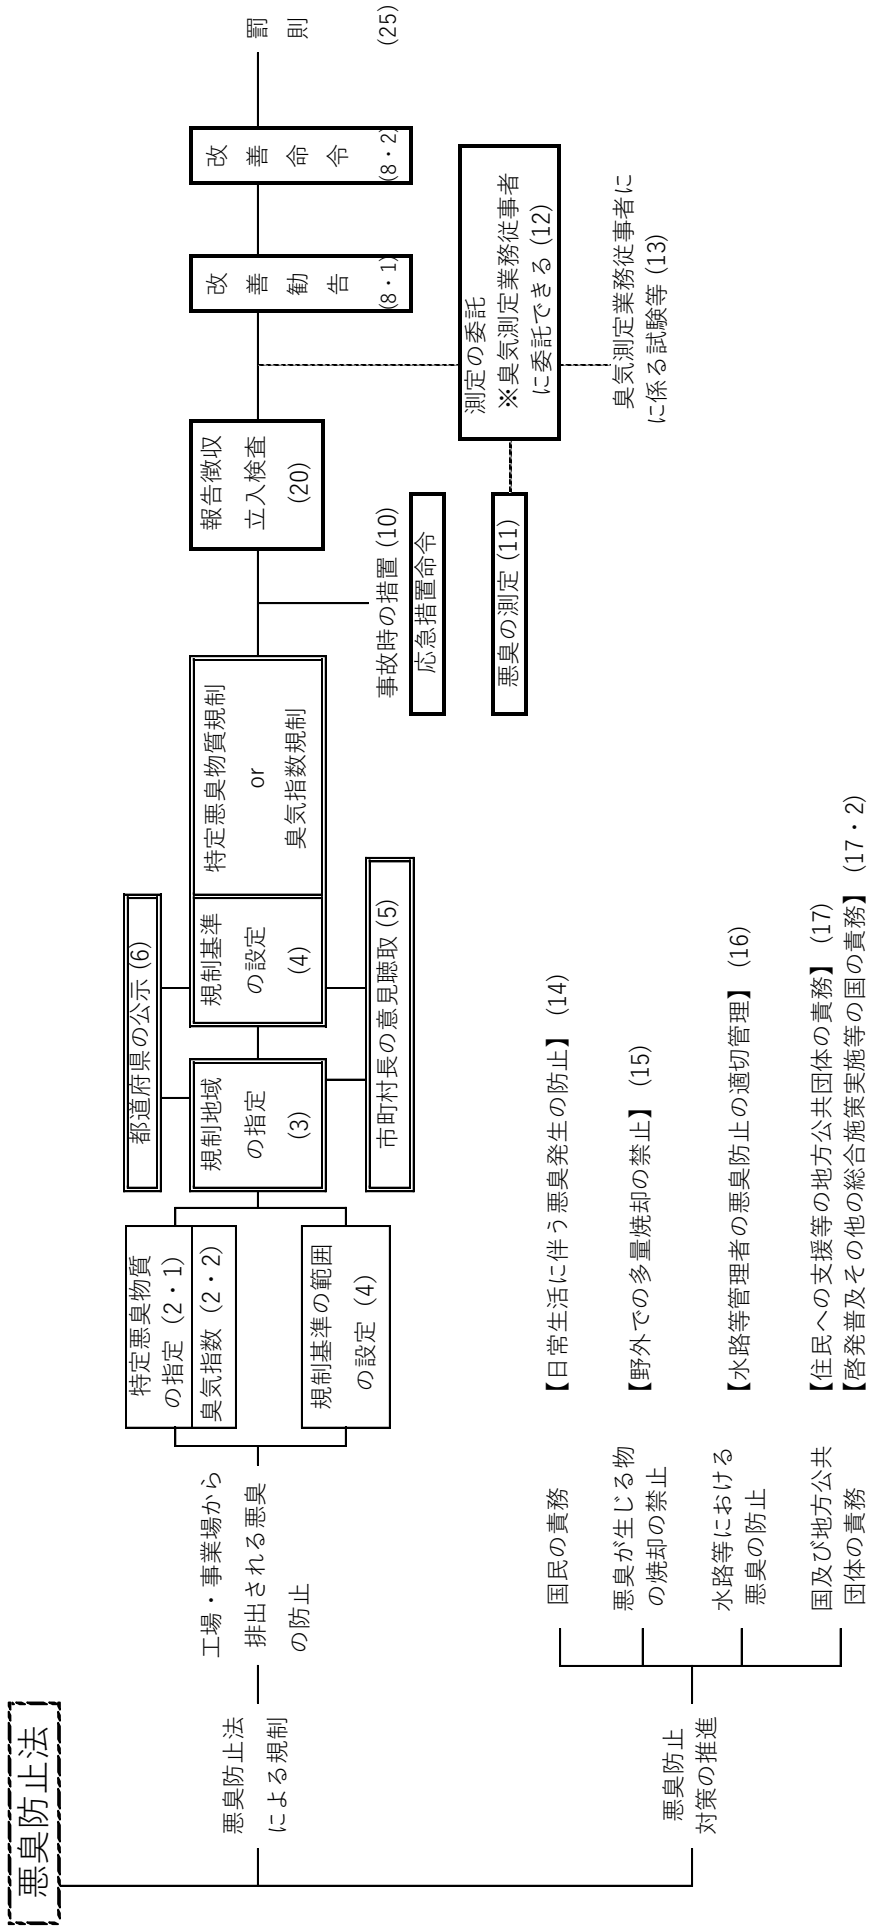 悪臭防止法
悪臭防止法
による規制
工場・事業場から
排出される悪臭
の防止
特定悪臭物質
の指定 (2・1)
臭気指数 (2・2)
規制基準の範囲
の設定 (4)
都道府県の公示 (6)
規制地域
の指定
(3)
規制基準
の設定
(4)
特定悪臭物質規制
or
臭気指数規制
市町村長の意見聴取 (5)
事故時の措置 (10)
応急措置命令
報告徴収
立入検査
(20)
悪臭の測定 (11)
測定の委託
※臭気測定業務従事者
に委託できる (12)
臭気測定業務従事者に
に係る試験等 (13)
改善勧告
(8・1)
改善命令
(8・2)
罰則
(25)
悪臭防止
対策の推進
国民の責務
【日常生活に伴う悪臭発生の防止】 (14)
悪臭が生じる物
の焼却の禁止
【野外での多量焼却の禁止】 (15)
水路等における
悪臭の防止
【水路等管理者の悪臭防止の適切管理】 (16)
国及び地方公共
団体の責務
【住民への支援等の地方公共団体の責務】 (17)
【啓発普及その他の総合施策実施等の国の責務】 (17・2)